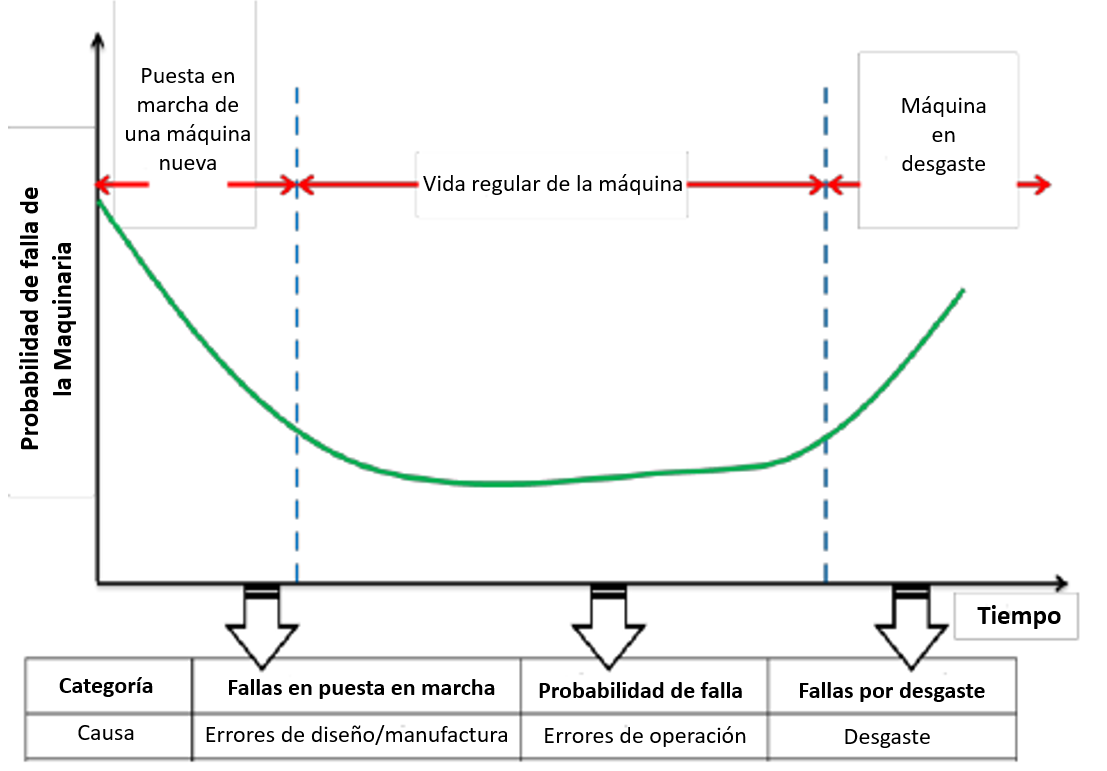 Puesta en
marcha de
una máquina
nueva
Máquina
en
desgaste
Vida regular de la máquina
Probabilidad de falla de
la Maquinaria
Tiempo
Categoría Fallas en puesta en marcha Probabilidad de falla Fallas por desgaste
Causa Errores de diseño/manufactura Errores de operación Desgaste